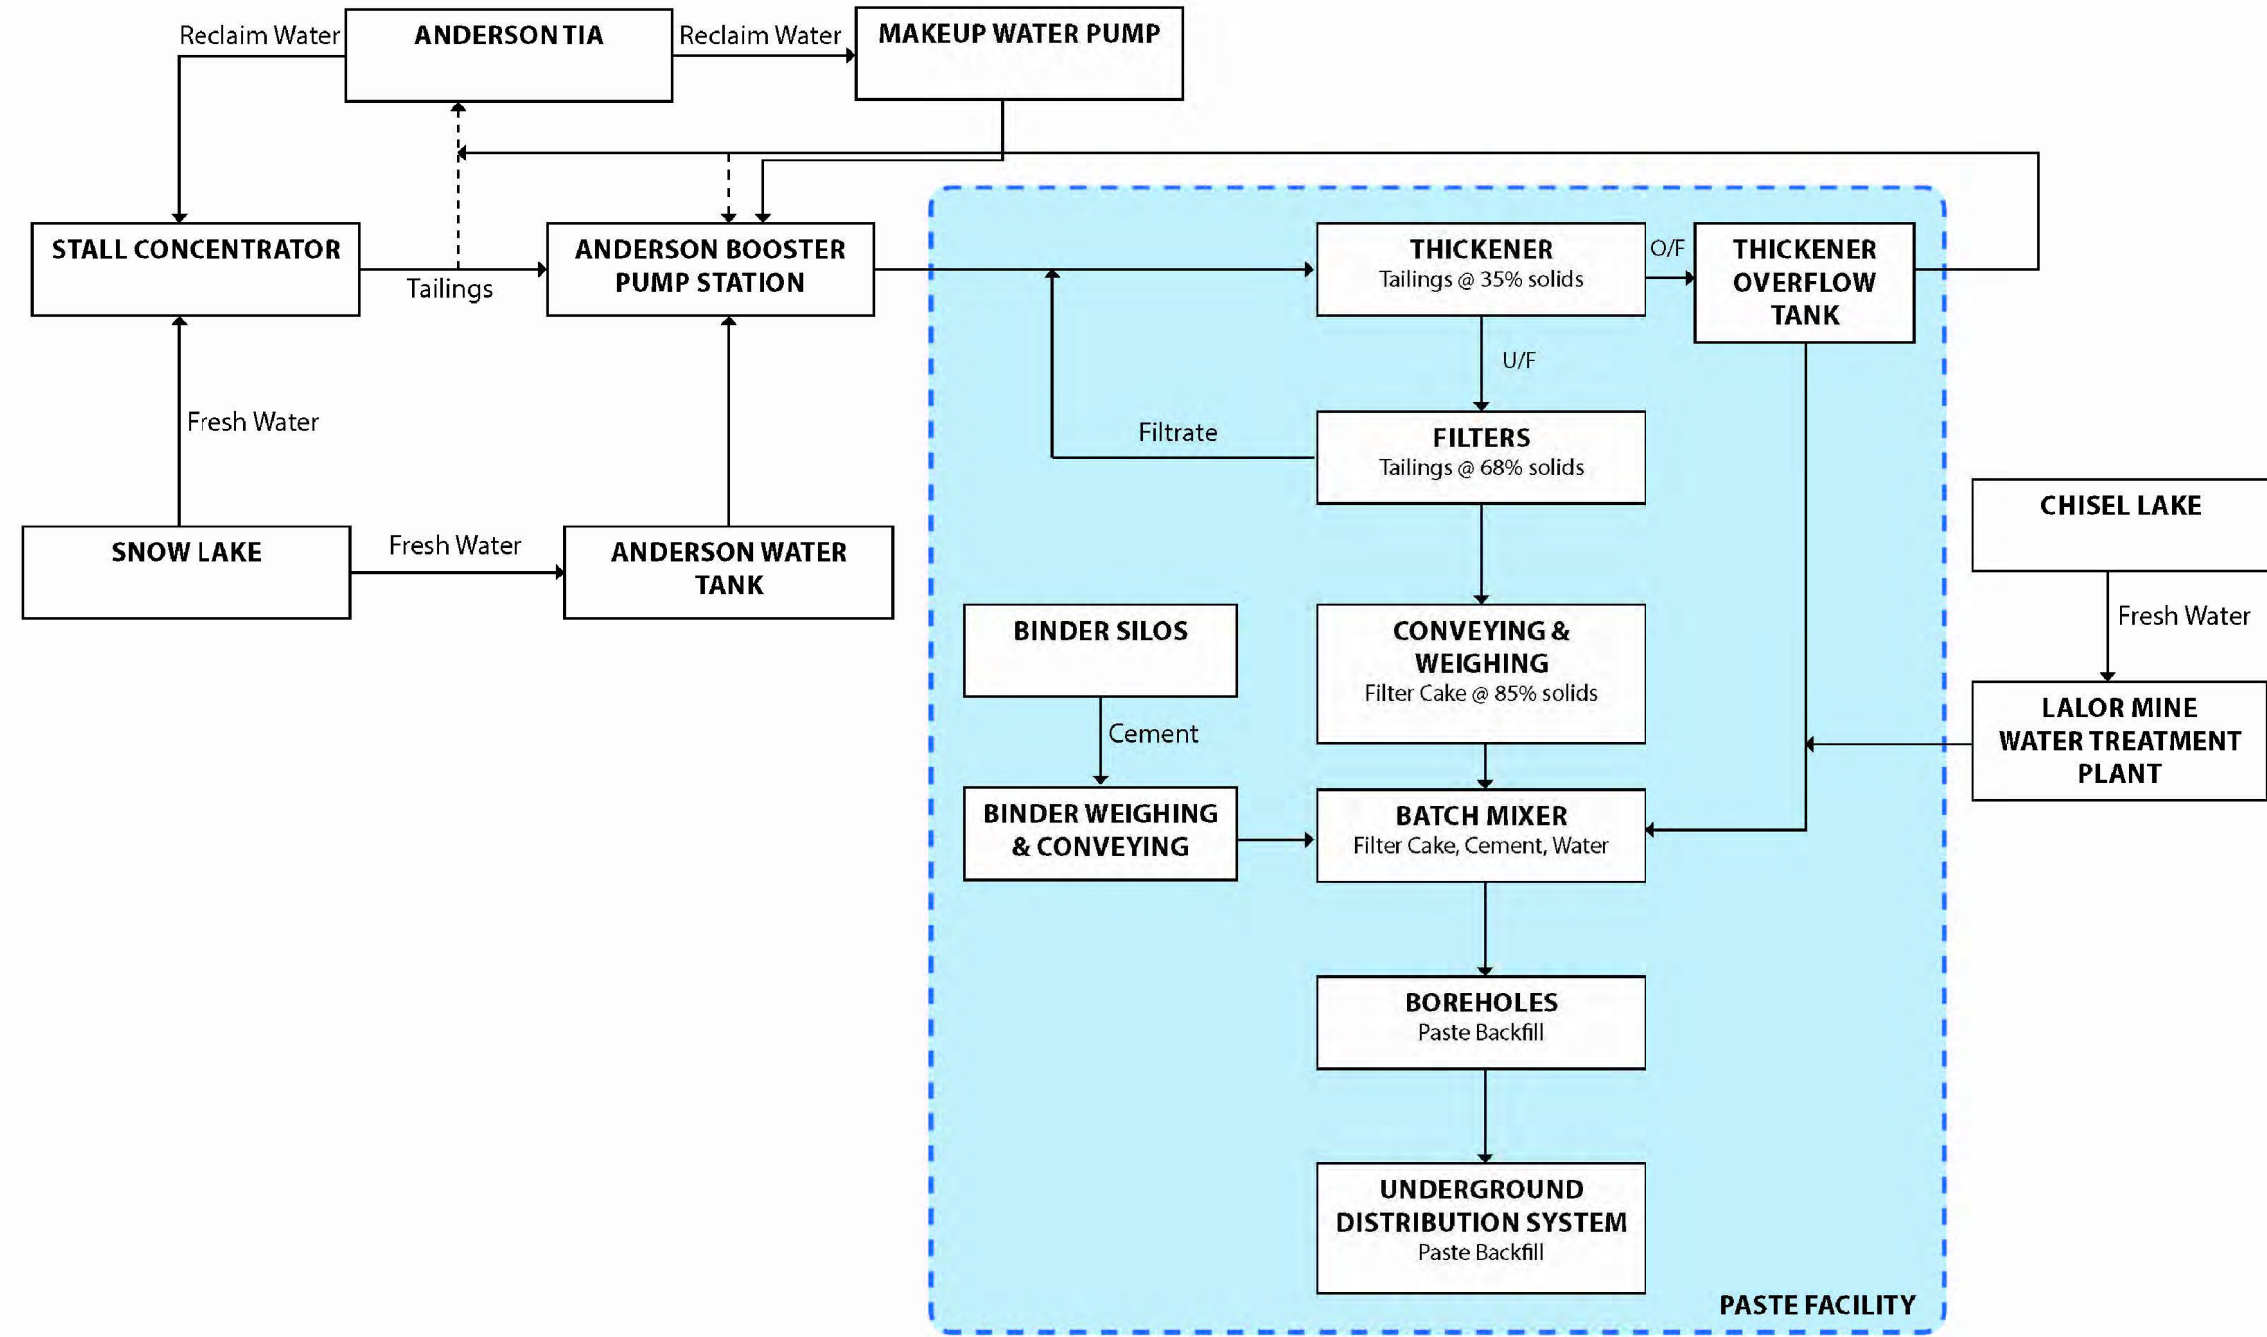 Reclaim Water
ANDERSON TIA
Reclaim Water
MAKEUP WATER PUMP
STALL CONCENTRATOR
Tailings
ANDERSON BOOSTER
PUMP STATION
THICKENER
Tailings @ 35% solids
O/F
THICKENER
OVERFLOW
TANK
U/F
Fresh Water
Filtrate
FILTERS
Tailings @ 68% solids
CHISEL LAKE
SNOW LAKE
Fresh Water
ANDERSON WATER
TANK
Fresh Water
BINDER SILOS
CONVEYING &
WEIGHING
Filter Cake @ 85% solids
Cement
LALOR MINE
WATER TREATMENT
PLANT
BINDER WEIGHING
& CONVEYING
BATCH MIXER
Filter Cake, Cement, Water
BOREHOLES
Paste Backfill
UNDERGROUND
DISTRIBUTION SYSTEM
Paste Backfill
PASTE FACILITY